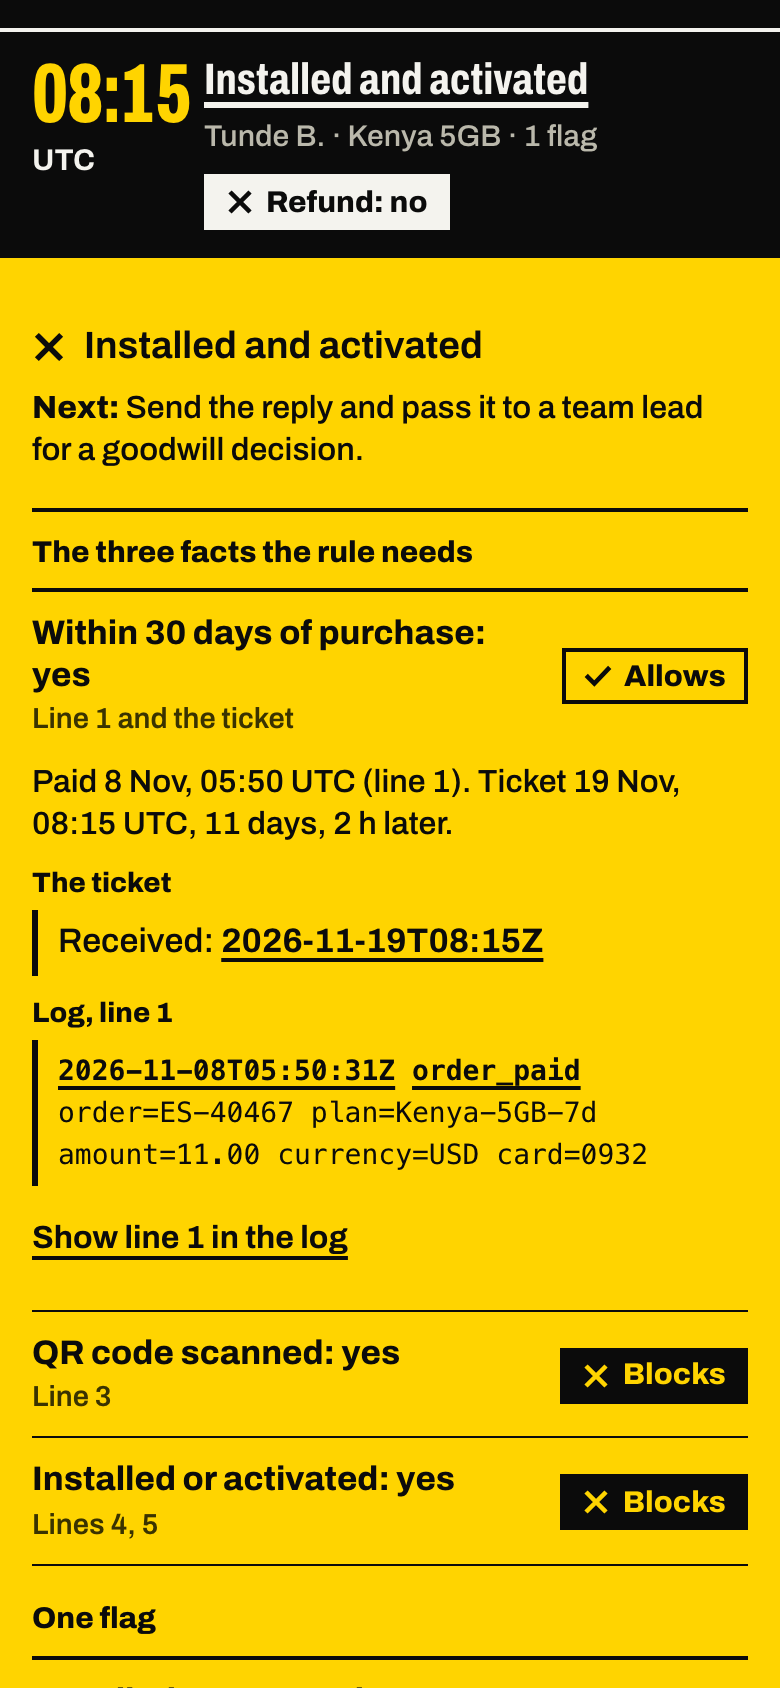 08:15
UTC
Installed and activated
Tunde B. · Kenya 5GB · 1 flag
Refund: no
Installed and activated
Next: Send the reply and pass it to a team lead
for a goodwill decision.
The three facts the rule needs
Within 30 days of purchase:
yes
Line 1 and the ticket
Allows
Paid 8 Nov, 05:50 UTC (line 1). Ticket 19 Nov,
08:15 UTC, 11 days, 2 h later.
The ticket
Received: 2026-11-19T08:15Z
Log, line 1
2026-11-08T05:50:31Z order_paid
order=ES-40467 plan=Kenya-5GB-7d
amount=11.00 currency=USD card=0932
Show line 1 in the log
QR code scanned: yes
Line 3
Blocks
Installed or activated: yes
Lines 4, 5
Blocks
One flag